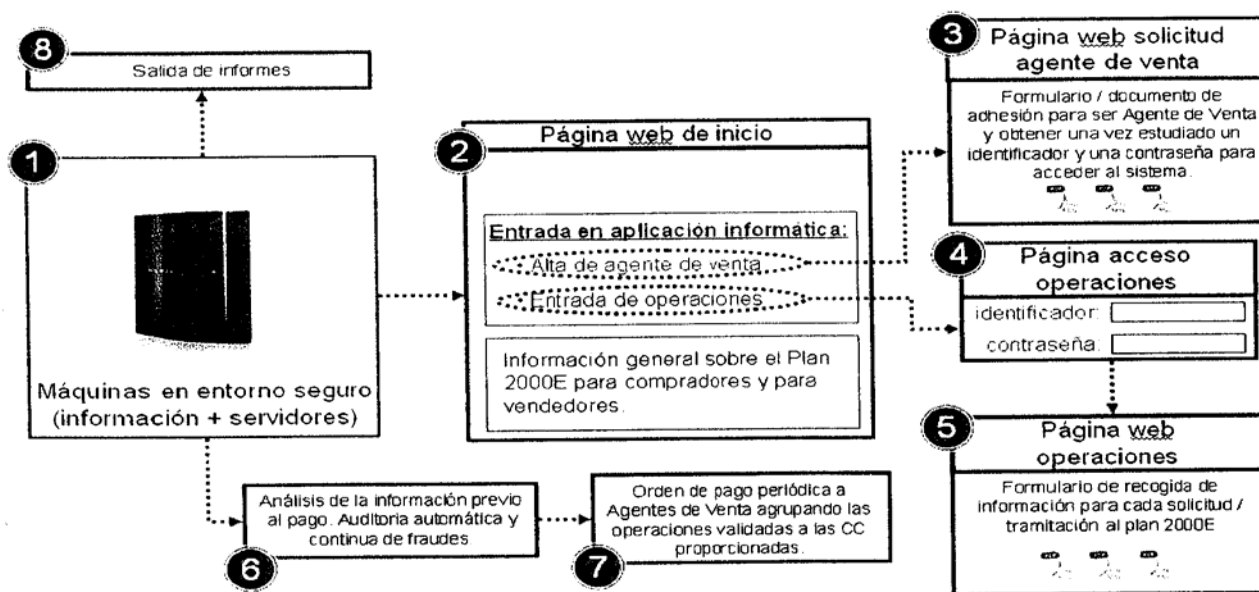 8
Salida de informes
1
Máquinas en entorno seguro
(información + servidores)
2
Página web de inicio
Entrada en aplicación informática:
Alta de agente de venta
Entrada de operaciones
Información general sobre el Plan
2000E para compradores y para
vendedores.
3
Página web solicitud
agente de venta
Formulario / documento de
adhesión para ser Agente de Venta
y obtener una vez estudiado un
identificador y una contraseña para
acceder al sistema.
4
Página acceso
operaciones
identificador:
contraseña:
5
Página web
operaciones
Formulario de recogida de
información para cada solicitud /
tramitación al plan 2000E
6
Análisis de la información previo
al pago. Auditoria automática y
continua de fraudes
7
Orden de pago periódica a
Agentes de Venta agrupando las
operaciones validadas a las CC
proporcionadas.